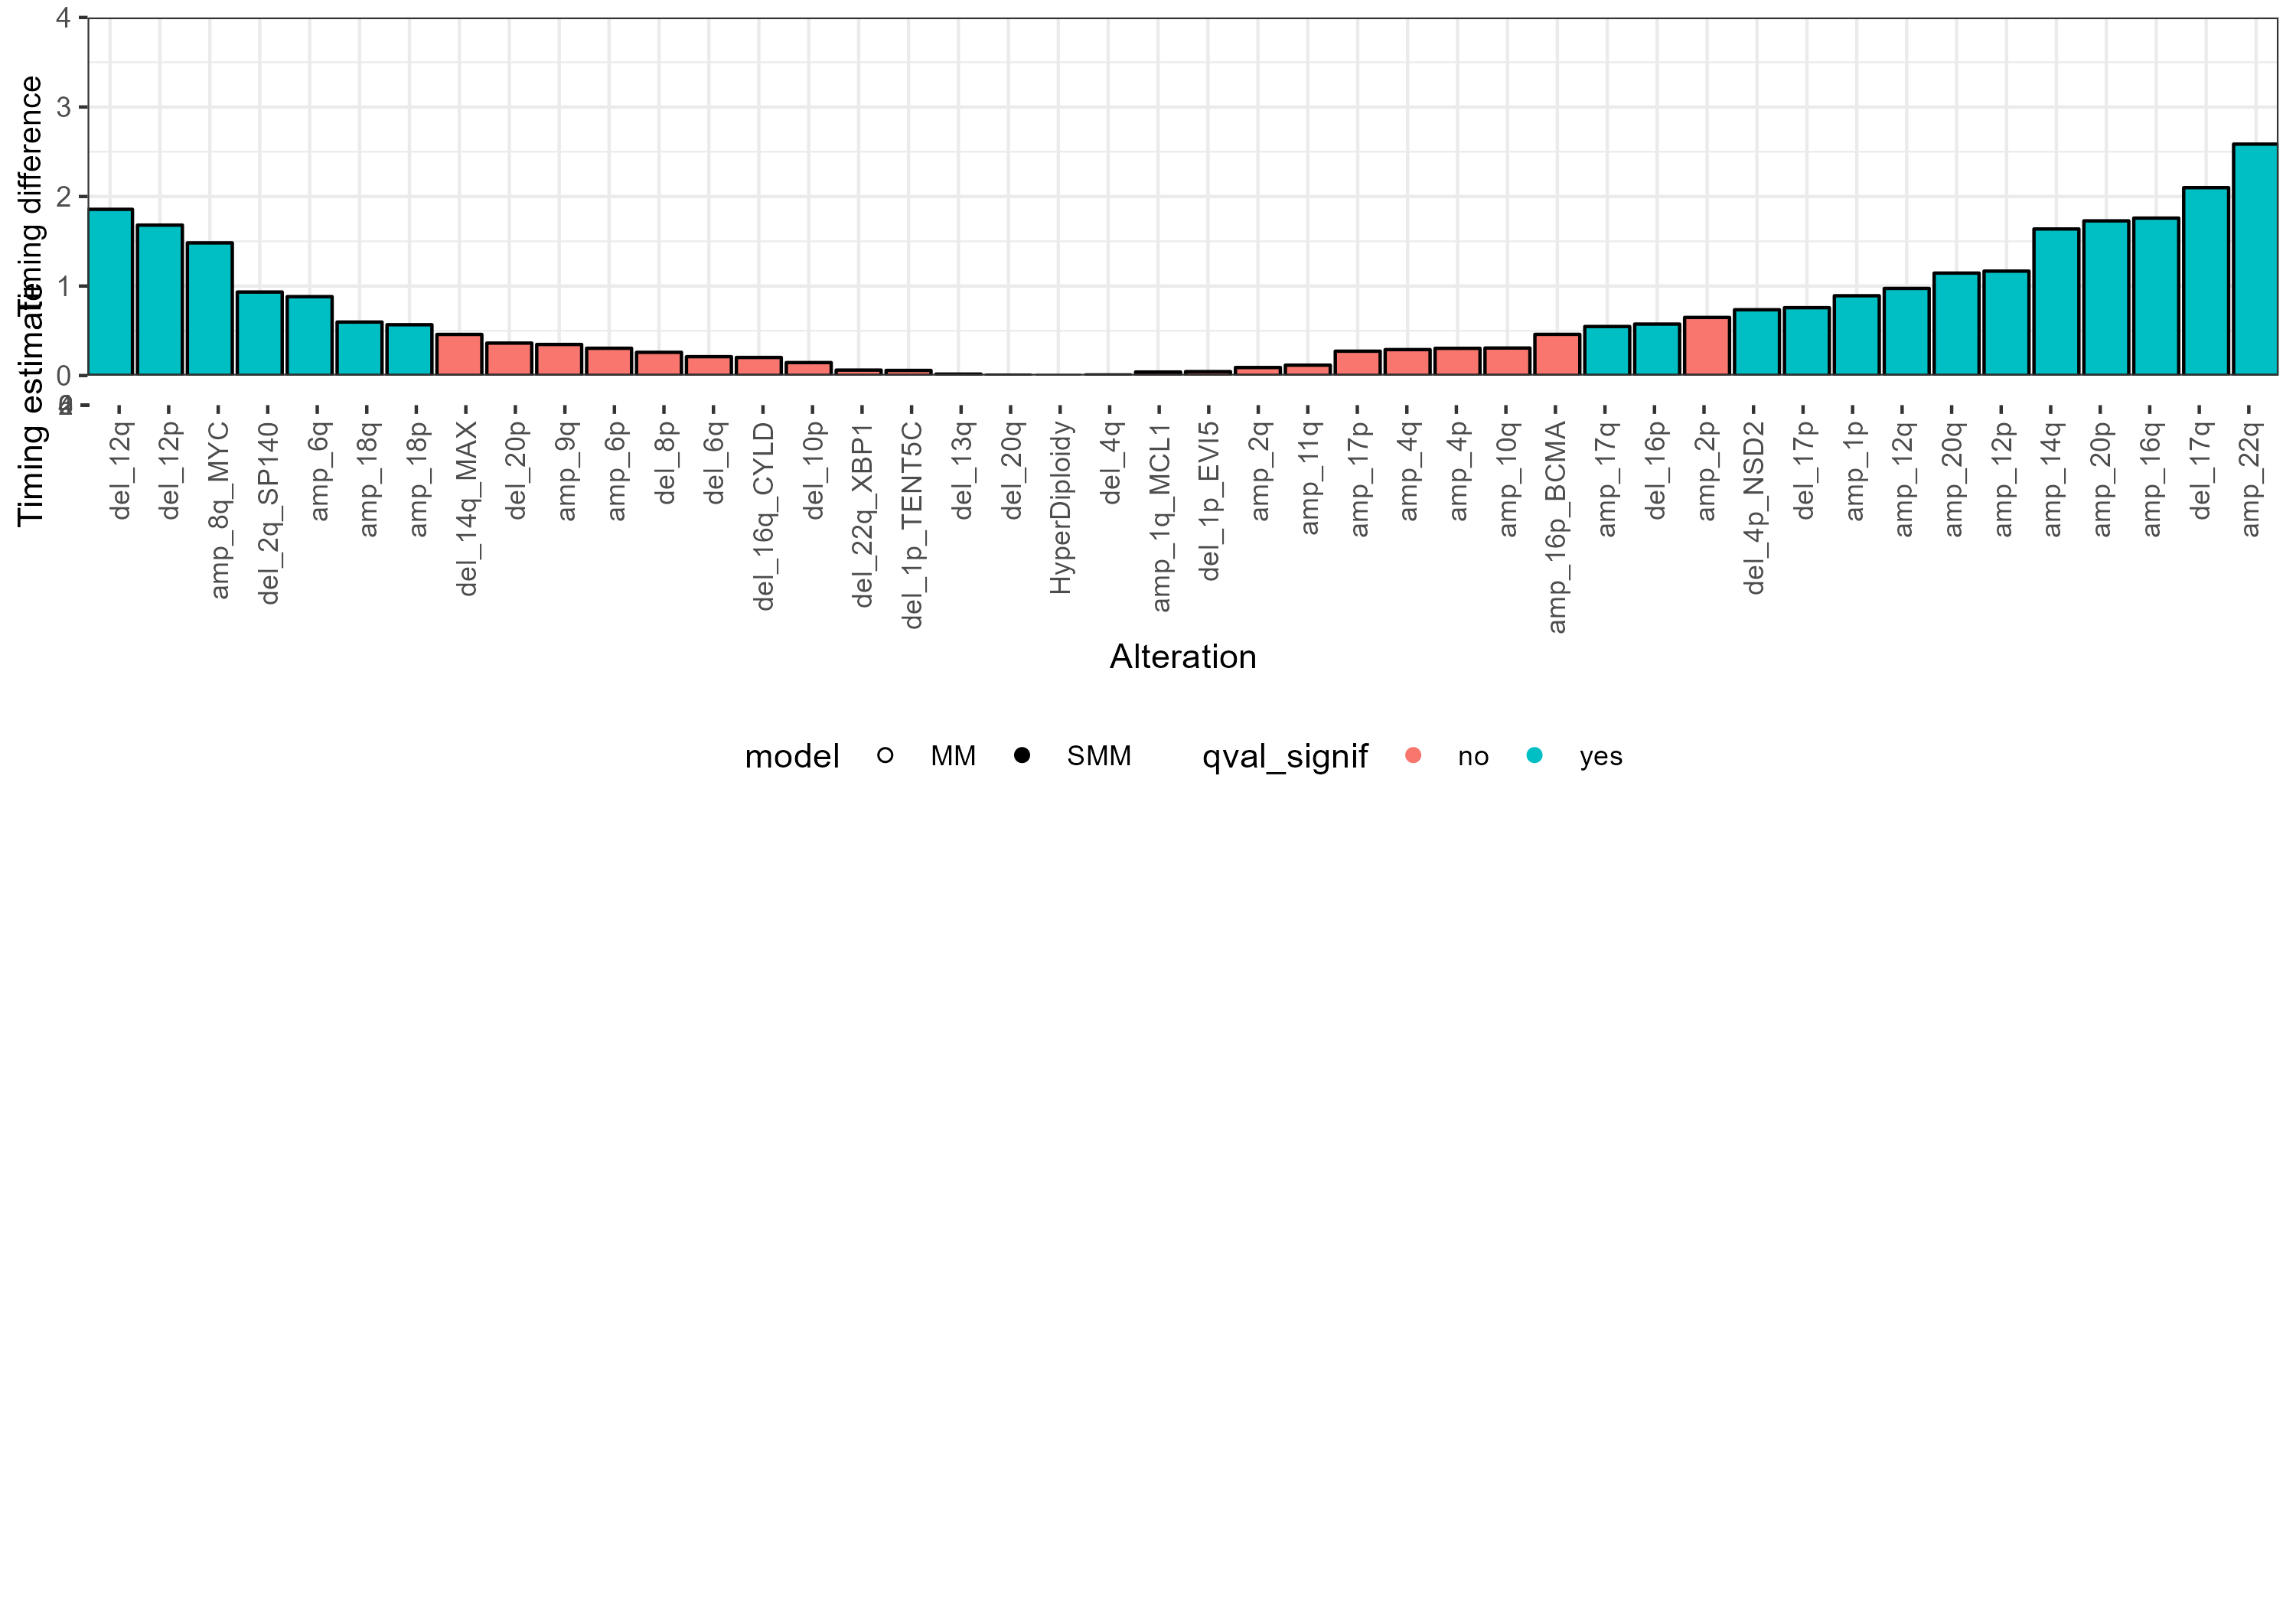 4
3
2
1
0
Timing difference
Timing estimate
del_12q
del_12p
amp_8q_MYC
del_2q_SP140
amp_6q
amp_18q
amp_18p
del_14q_MAX
del_20p
amp_9q
amp_6p
del_8p
del_6q
del_16q_CYLD
del_10p
del_22q_XBP1
del_1p_TENT5C
del_13q
del_20q
HyperDiploidy
del_4q
amp_1q_MCL1
del_1p_EVI5
amp_2q
amp_11q
amp_17p
amp_4q
amp_4p
amp_10q
amp_16p_BCMA
amp_17q
del_16p
amp_2p
del_4p_NSD2
del_17p
amp_1p
amp_12q
amp_20q
amp_12p
amp_14q
amp_20p
amp_16q
del_17q
amp_22q
Alteration
model MM SMM qval_signif no yes